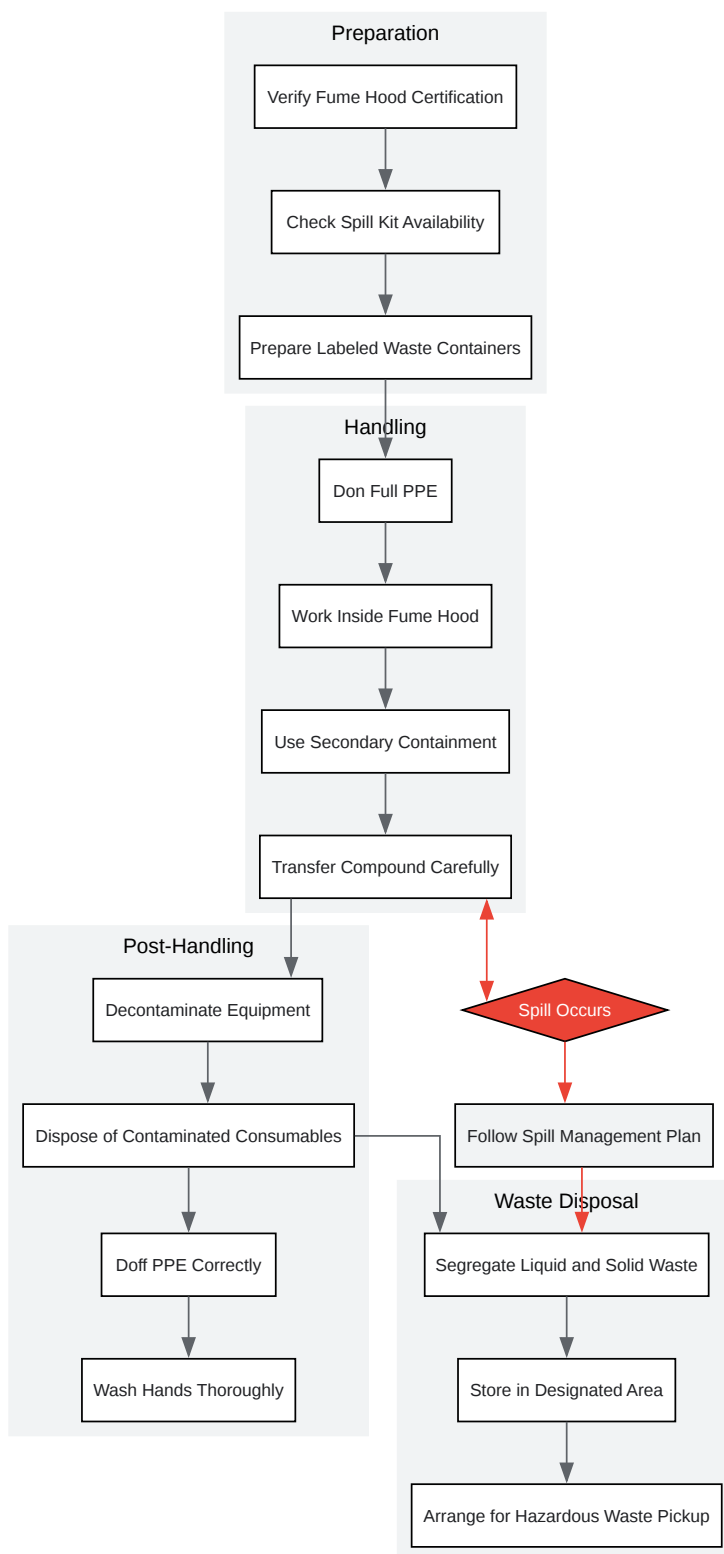 Preparation
Verify Fume Hood Certification
Check Spill Kit Availability
Prepare Labeled Waste Containers
Handling
Don Full PPE
Work Inside Fume Hood
Use Secondary Containment
Transfer Compound Carefully
Post-Handling
Decontaminate Equipment
Spill Occurs
Dispose of Contaminated Consumables
Follow Spill Management Plan
Waste Disposal
Doff PPE Correctly
Segregate Liquid and Solid Waste
Wash Hands Thoroughly
Store in Designated Area
Arrange for Hazardous Waste Pickup